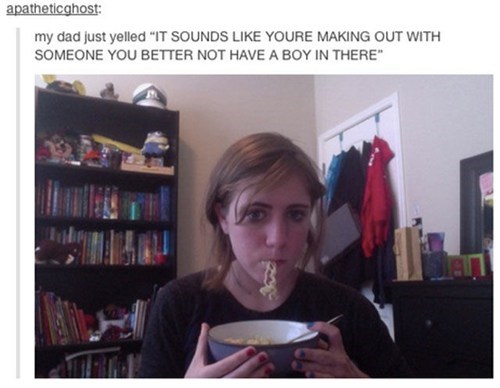 apatheticghost:
my dad just yelled “IT SOUNDS LIKE YOURE MAKING OUT WITH
SOMEONE YOU BETTER NOT HAVE A BOY IN THERE”